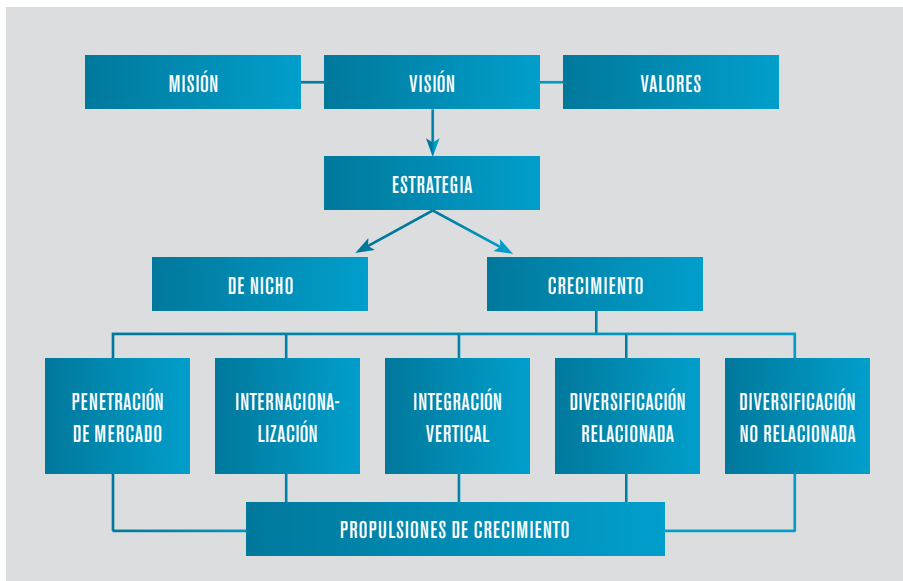 MISIÓN
VISIÓN
VALORES
ESTRATEGIA
DE NICHO
CRECIMIENTO
PENETRACIÓN
DE MERCADO
INTERNACIONA-
LIZACIÓN
INTEGRACIÓN
VERTICAL
DIVERSIFICACIÓN
RELACIONADA
DIVERSIFICACIÓN
NO RELACIONADA
PROPULSIONES DE CRECIMIENTO